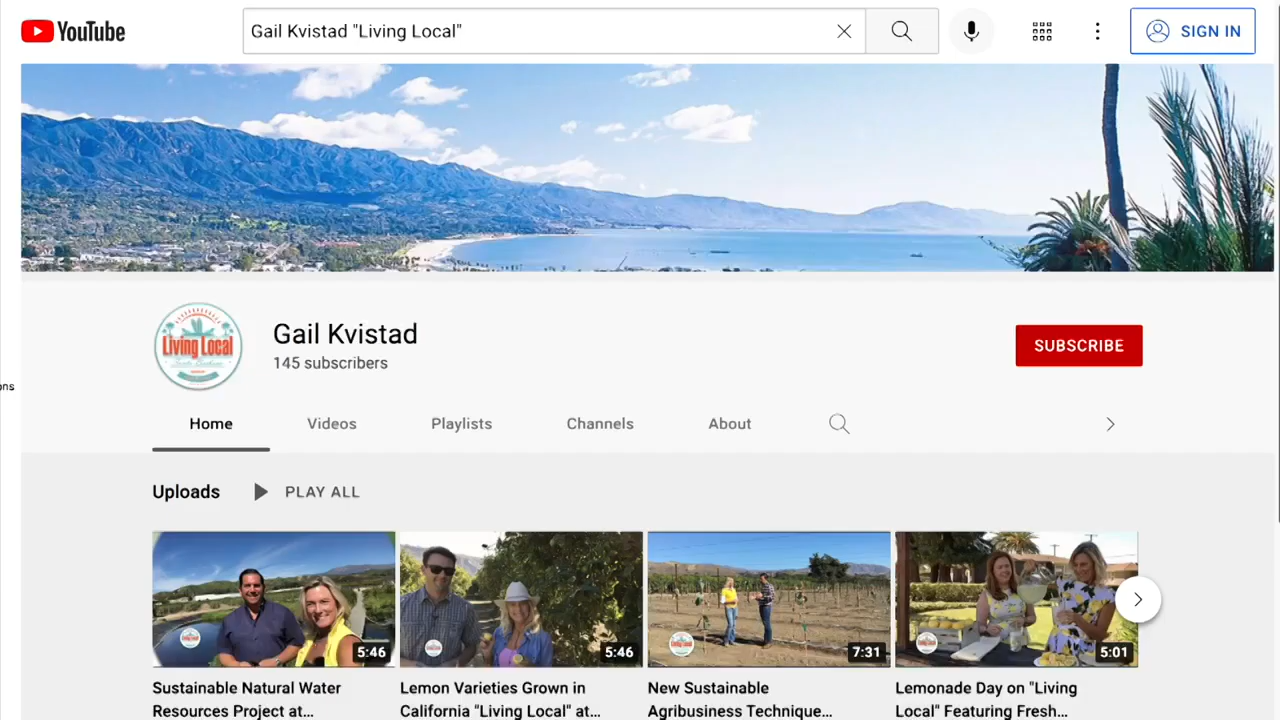 YouTube
Gail Kvistad "Living Local"
SIGN IN
Living Local
Gail Kvistad
145 subscribers
SUBSCRIBE
ons
Home Videos Playlists Channels About
Uploads PLAY ALL
5:46 5:46 7:31 5:01
Sustainable Natural Water
Resources Project at...
Lemon Varieties Grown in
California "Living Local" at...
New Sustainable
Agribusiness Technique...
Lemonade Day on "Living
Local" Featuring Fresh...